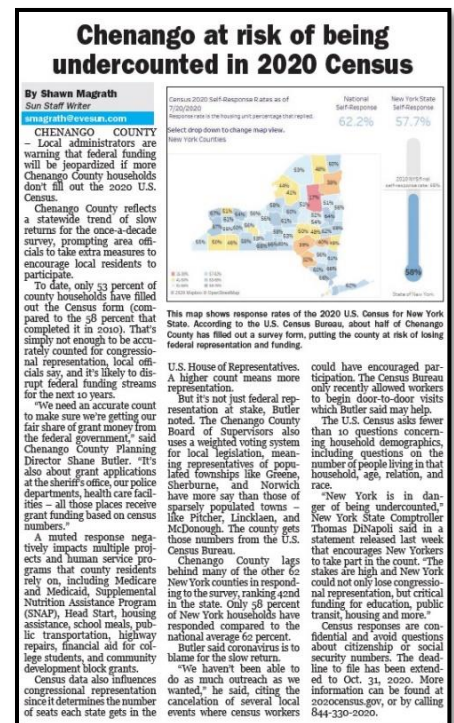 Chenango at risk of being
undercounted in 2020 Census
By Shawn Magrath
Sun Staff Writer
smagrath@evesun.com
CHENANGO COUNTY
– Local administrators are
warning that federal funding
will be jeopardized if more
Chenango County households
don't fill out the 2020 U.S.
Census.
Chenango County reflects
a statewide trend of slow
returns for the once-a-decade
survey, prompting area offi-
cials to take extra measures to
encourage local residents to
participate.
To date, only 53 percent of
county households have filled
out the Census form (com-
pared to the 58 percent that
completed it in 2010). That's
simply not enough to be accu-
rately counted for congressio-
nal representation, local offi-
cials say, and it's likely to dis-
rupt federal funding streams
for the next 10 years.
"We need an accurate count
to make sure we're getting our
fair share of grant money from
the federal government," said
Chenango County Planning
Director Shane Butler. "It's
also about grant applications
at the sheriff's office, our police
departments, health care facil-
ities – all those places receive
grant funding based on census
numbers."
A muted response nega-
tively impacts multiple proj-
ects and human service pro-
grams that county residents
rely on, including Medicare
and Medicaid, Supplemental
Nutrition Assistance Program
(SNAP), Head Start, housing
assistance, school meals, pub-
lic transportation, highway
repairs, financial aid for col-
lege students, and community
development block grants.
Census data also influences
congressional representation
since it determines the number
of seats each state gets in the
Census 2020 Self-Response Rates as of
7/20/2020
Response rate is the housing unit percentage that replied.
Select drop down to change map view.
New York Counties
National
Self-Response
62.2%
New York State
Self-Response
57.7%
58%
State of New York
This map shows response rates of the 2020 U.S. Census for New York
State. According to the U.S. Census Bureau, about half of Chenango
County has filled out a survey form, putting the county at risk of losing
federal representation and funding.
U.S. House of Representatives.
A higher count means more
representation.
But it's not just federal rep-
resentation at stake, Butler
noted. The Chenango County
Board of Supervisors also
uses a weighted voting system
for local legislation, mean-
ing representatives of popu-
lated townships like Greene,
Sherburne, and Norwich
have more say than those of
sparsely populated towns –
like Pitcher, Lincklaen, and
McDonough. The county gets
those numbers from the U.S.
Census Bureau.
Chenango County lags
behind many of the other 62
New York counties in respond-
ing to the survey, ranking 42nd
in the state. Only 58 percent
of New York households have
responded compared to the
national average 62 percent.
Butler said coronavirus is to
blame for the slow return.
"We haven't been able to
do as much outreach as we
wanted," he said, citing the
cancelation of several local
events where census workers
could have encouraged par-
ticipation. The Census Bureau
only recently allowed workers
to begin door-to-door visits
which Butler said may help.
The U.S. Census asks fewer
than 10 questions concern-
ing household demographics,
including questions on the
number of people living in that
household, age, relation, and
race.
"New York is in dan-
ger of being undercounted,"
New York State Comptroller
Thomas DiNapoli said in a
statement released last week
that encourages New Yorkers
to take part in the count. "The
stakes are high and New York
could not only lose congressio-
nal representation, but critical
funding for education, public
transit, housing and more."
Census responses are con-
fidential and avoid questions
about citizenship or social
security numbers. The dead-
line to file has been extend-
ed to Oct. 31, 2020. More
information can be found at
2020census.gov, or by calling
844-330-2020.